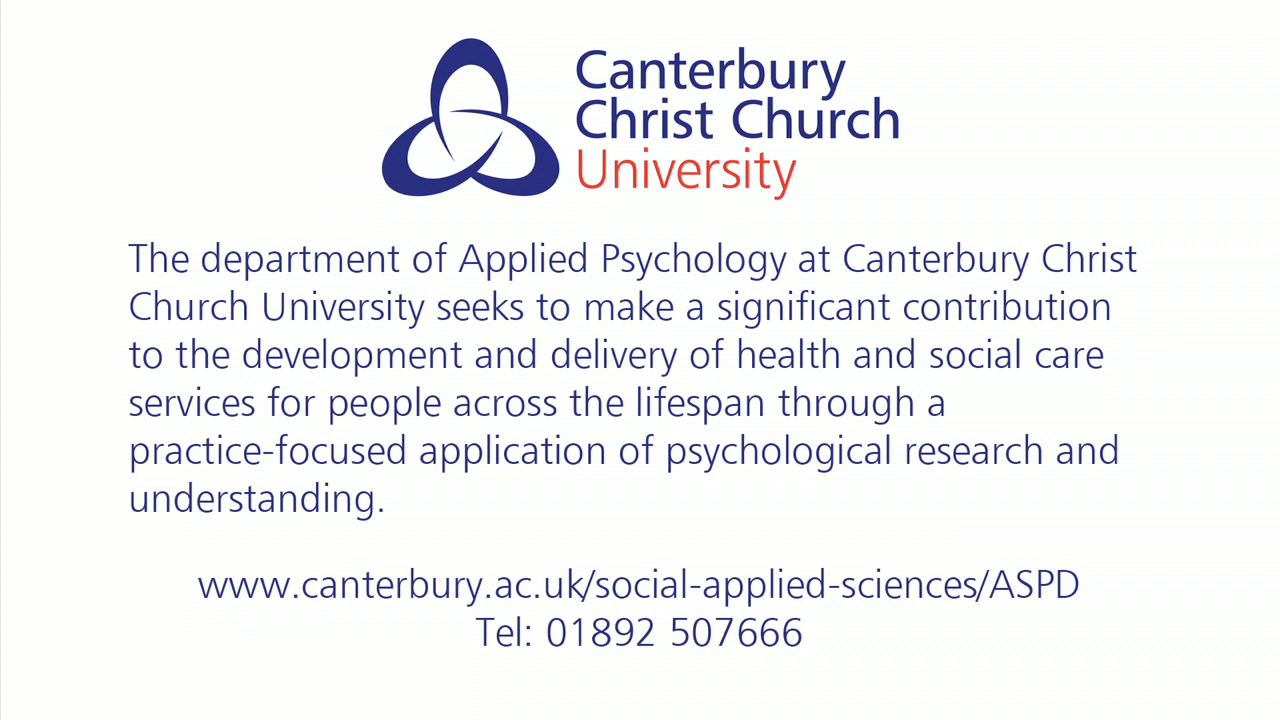 Canterbury
Christ Church
University
The department of Applied Psychology at Canterbury Christ
Church University seeks to make a significant contribution
to the development and delivery of health and social care
services for people across the lifespan through a
practice-focused application of psychological research and
understanding.
www.canterbury.ac.uk/social-applied-sciences/ASPD
Tel: 01892 507666